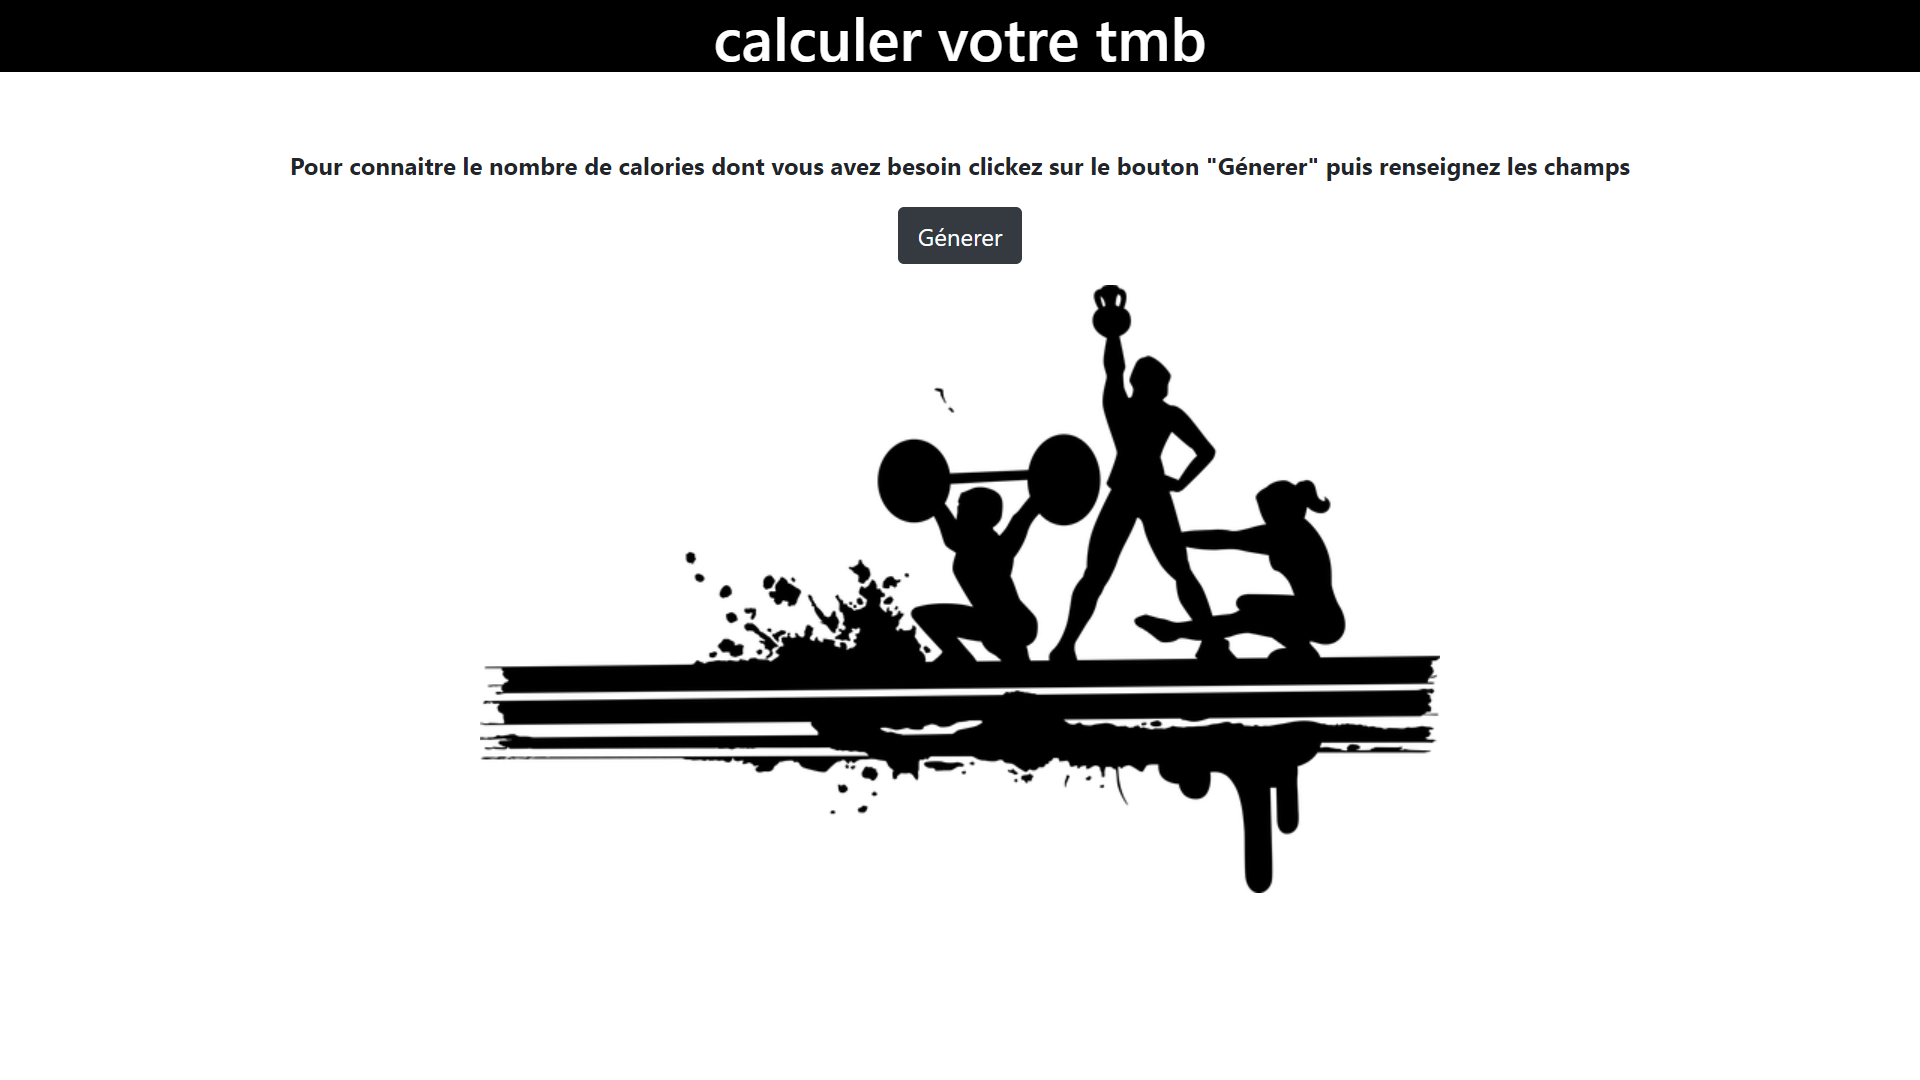 calculer votre tmb
Pour connaitre le nombre de calories dont vous avez besoin clickez sur le bouton "Génerer" puis renseignez les champs
Génerer